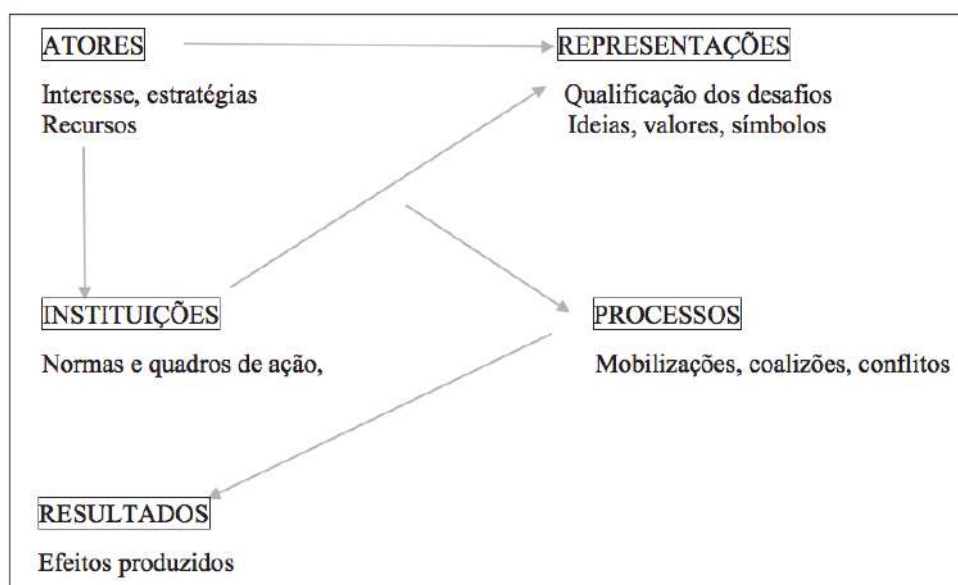 ATORES
REPRESENTAÇÕES
Interesse, estratégias
Recursos
Qualificação dos desafios
Ideias, valores, símbolos
INSTITUIÇÕES
PROCESSOS
Normas e quadros de ação,
Mobilizações, coalizões, conflitos
RESULTADOS
Efeitos produzidos